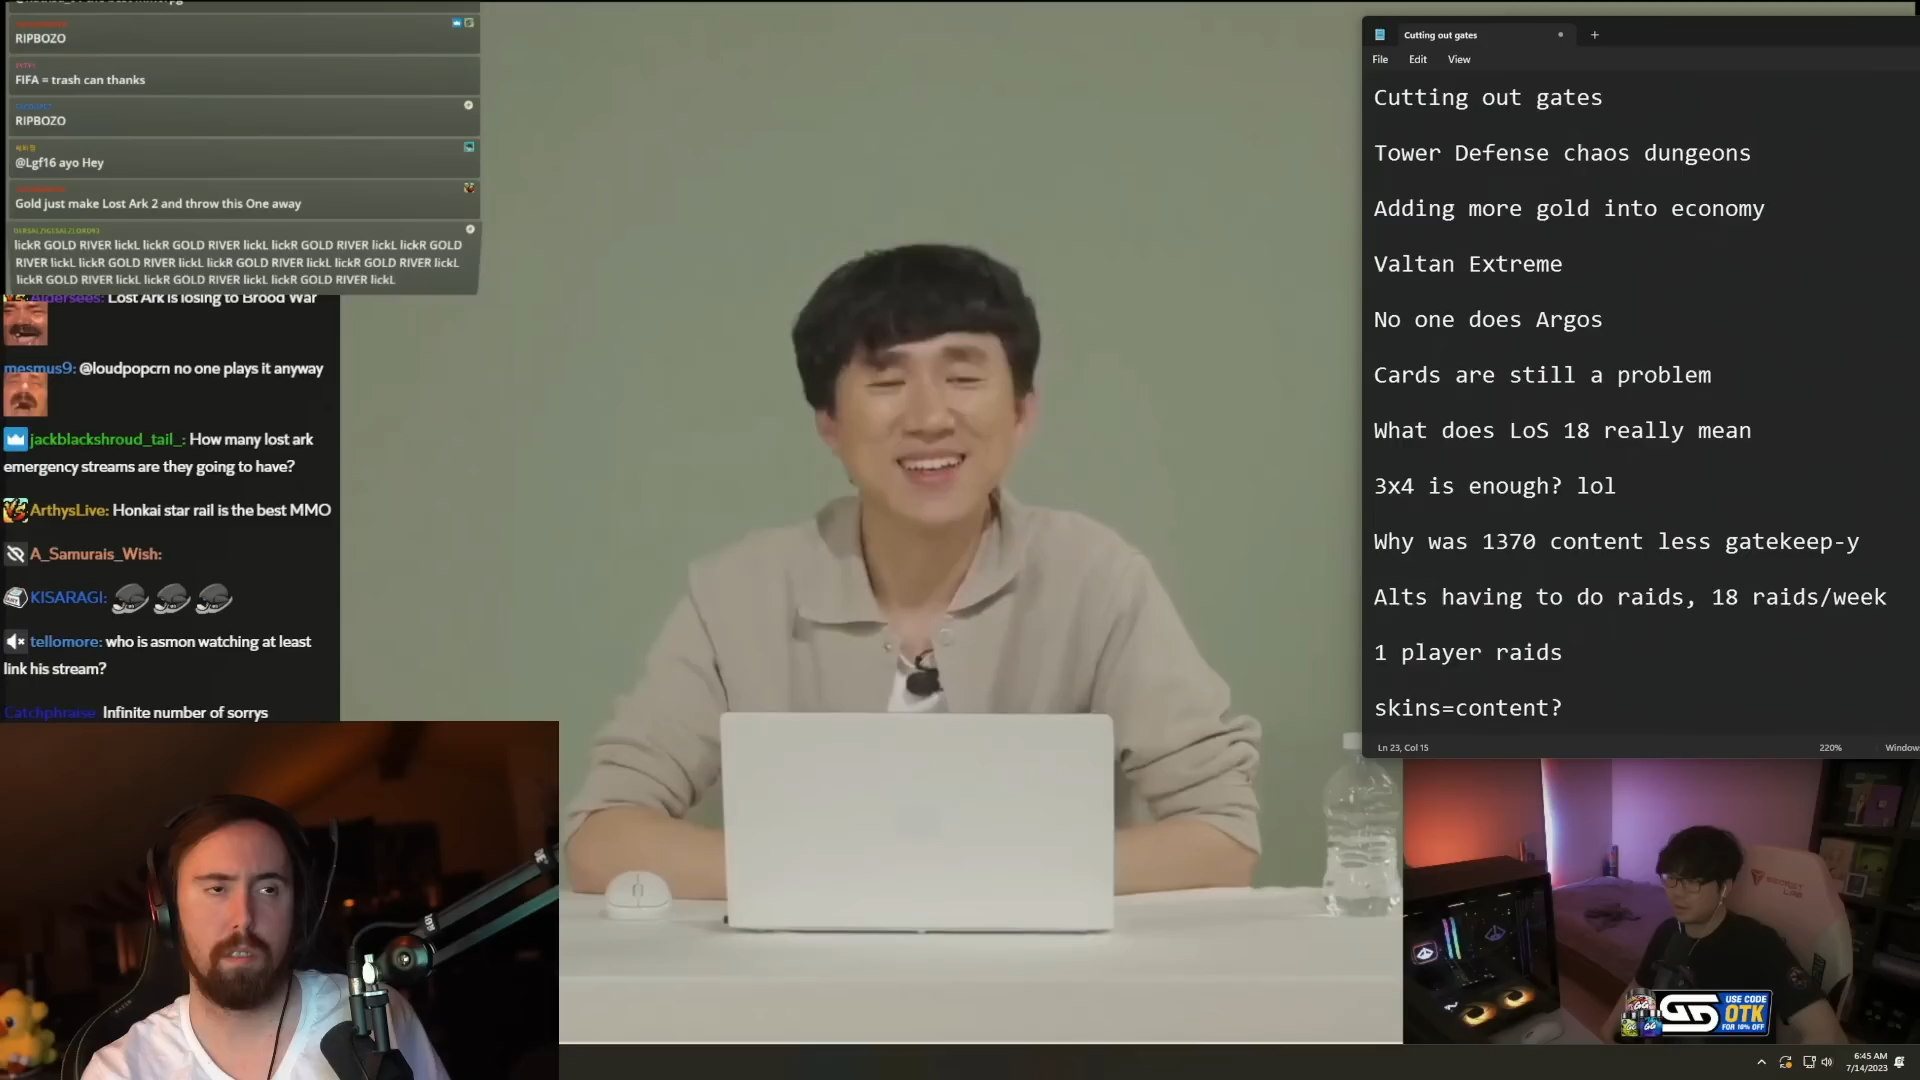 RIPBOZO
FIFA = trash can thanks
RIPBOZO
@Lgf16 ayo Hey
Gold just make Lost Ark 2 and throw this One away
lickR GOLD RIVER lickL lickR GOLD RIVER lickL lickR GOLD RIVER lickL lickR GOLD
RIVER lickL lickR GOLD RIVER lickL lickR GOLD RIVER lickL lickR GOLD RIVER lickL
lickR GOLD RIVER lickL lickR GOLD RIVER lickL lickR GOLD RIVER lickL
Aldersees: Lost Ark is losing to Brood War
mesmus9: @loudpopcrn no one plays it anyway
jackblackshroud_tail_: How many lost ark
emergency streams are they going to have?
ArthysLive: Honkai star rail is the best MMO
A_Samurais_Wish:
KISARAGI:
tellomore: who is asmon watching at least
link his stream?
Catchphraise: Infinite number of sorrys
Cutting out gates
File Edit View
Cutting out gates
Tower Defense chaos dungeons
Adding more gold into economy
Valtan Extreme
No one does Argos
Cards are still a problem
What does LoS 18 really mean
3x4 is enough? lol
Why was 1370 content less gatekeep-y
Alts having to do raids, 18 raids/week
1 player raids
skins=content?
Ln 23, Col 15
220%
Window
SECRET
LAB
GG
USE CODE
OTK
FOR 10% OFF
6:45 AM
7/14/2023